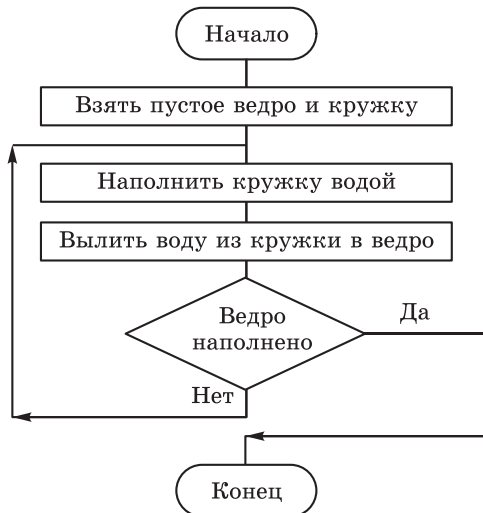 Начало
Взять пустое ведро и кружку
Наполнить кружку водой
Вылить воду из кружки в ведро
Ведро
наполнено
Да
Нет
Конец